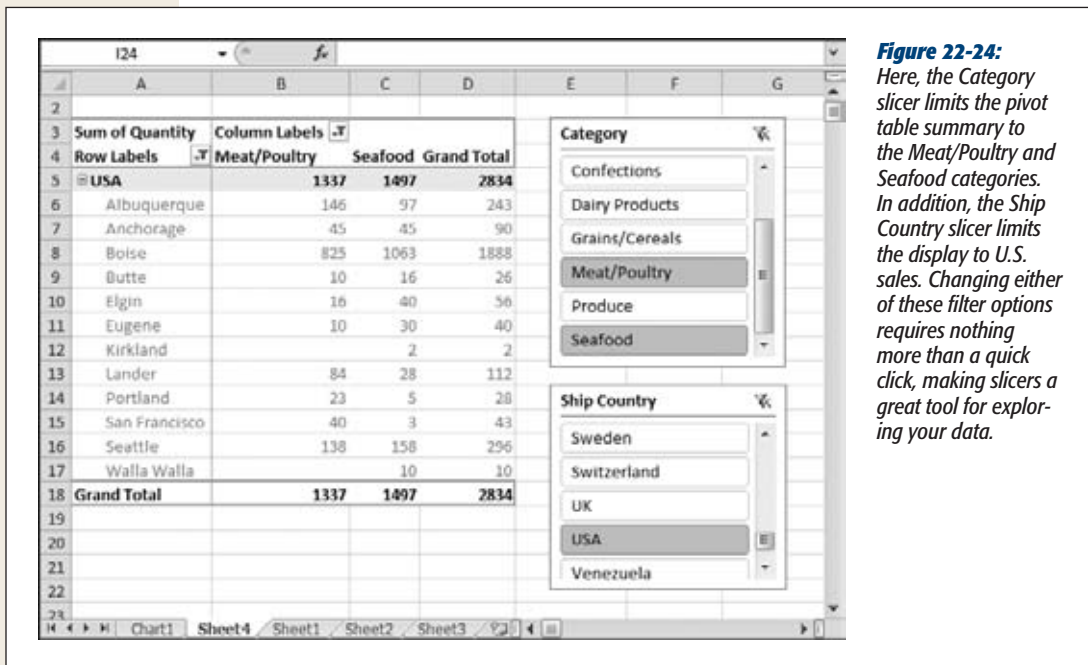 I24 fx
A B C D E F G
2
3 Sum of Quantity Column Labels
4 Row Labels Meat/Poultry Seafood Grand Total
5 USA 1337 1497 2834
6 Albuquerque 146 97 243
7 Anchorage 45 45 90
8 Boise 825 1063 1888
9 Butte 10 16 26
10 Elgin 16 40 56
11 Eugene 10 30 40
12 Kirkland 2 2
13 Lander 84 28 112
14 Portland 23 5 28
15 San Francisco 40 3 43
16 Seattle 138 158 296
17 Walla Walla 10 10
18 Grand Total 1337 1497 2834
19
20
21
22
23
Category
Confections
Dairy Products
Grains/Cereals
Meat/Poultry
Produce
Seafood
Ship Country
Sweden
Switzerland
UK
USA
Venezuela
Chart1 Sheet4 Sheet1 Sheet2 Sheet3
Figure 22-24:
Here, the Category
slicer limits the pivot
table summary to
the Meat/Poultry and
Seafood categories.
In addition, the Ship
Country slicer limits
the display to U.S.
sales. Changing either
of these filter options
requires nothing
more than a quick
click, making slicers a
great tool for explor-
ing your data.